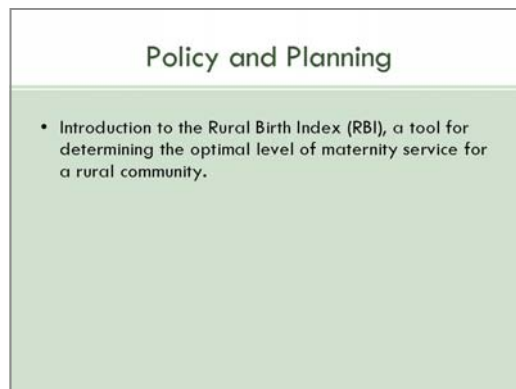 Policy and Planning
• Introduction to the Rural Birth Index (RBI), a tool for
determining the optimal level of maternity service for
a rural community.